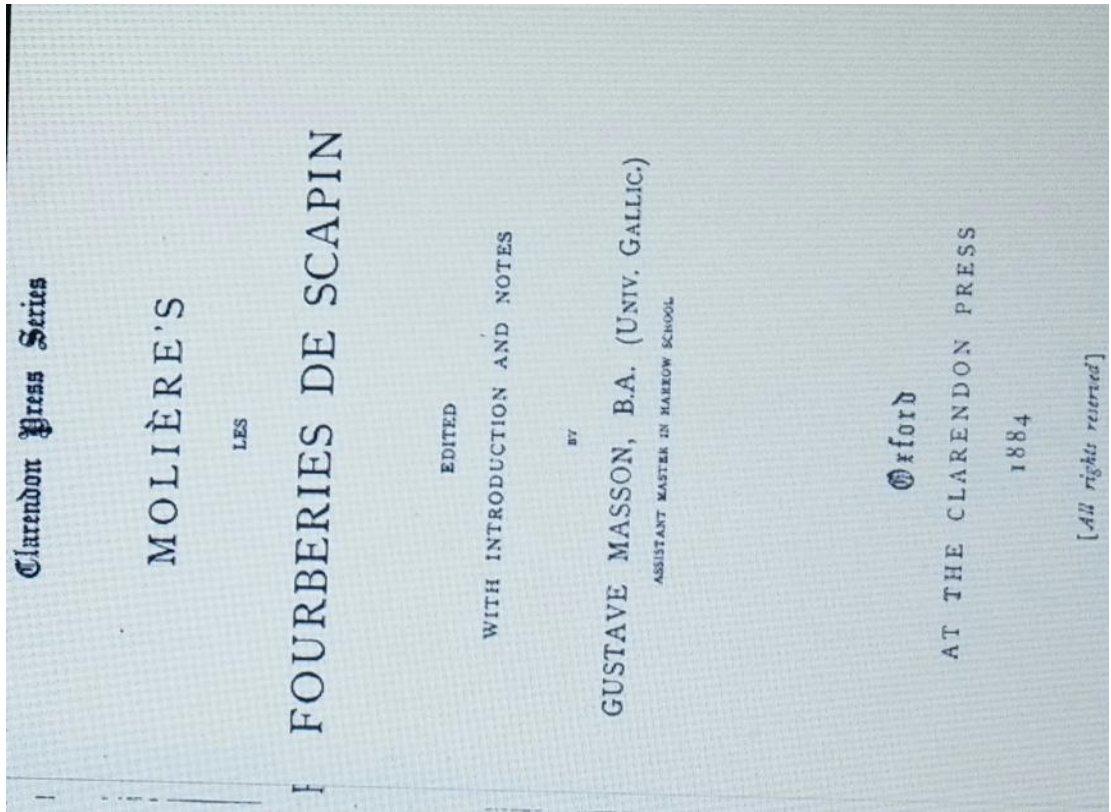 Clarendon Press Series
MOLIÈRE'S
LES
FOURBERIES DE SCAPIN
EDITED
WITH INTRODUCTION AND NOTES
BY
GUSTAVE MASSON, B.A. (UNIV. GALLIC.)
ASSISTANT MASTER IN HARROW SCHOOL
Oxford
AT THE CLARENDON PRESS
1884
[All rights reserved]